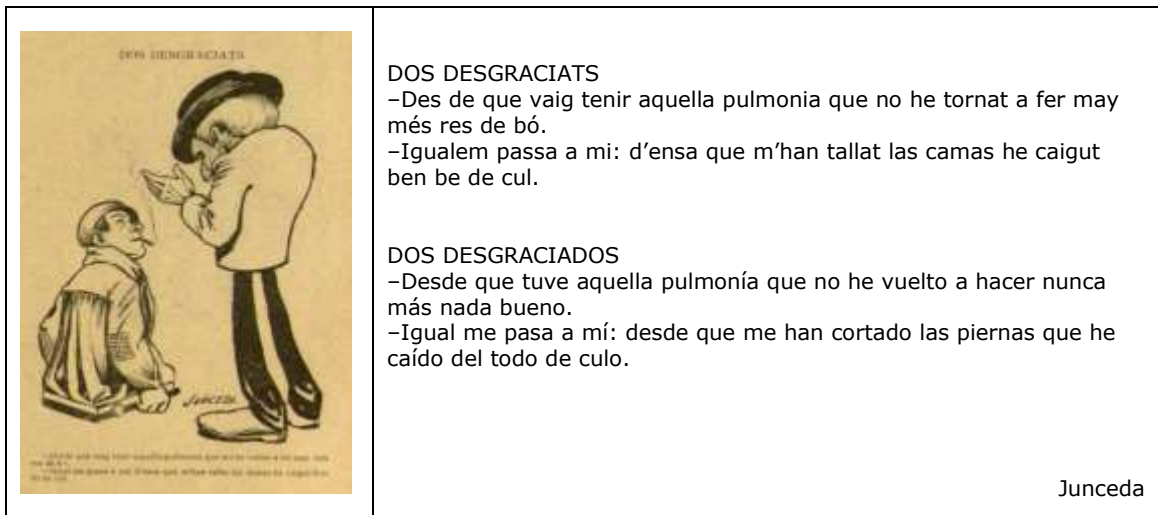 DOS DESGRACIATS
JUNCEDA
DOS DESGRACIATS
–Des de que vaig tenir aquella pulmonia que no he tornat a fer may
més res de bó.
–Igualem passa a mi: d'ensa que m'han tallat las camas he caigut
ben be de cul.
DOS DESGRACIADOS
–Desde que tuve aquella pulmonía que no he vuelto a hacer nunca
más nada bueno.
–Igual me pasa a mí: desde que me han cortado las piernas que he
caído del todo de culo.
Junceda